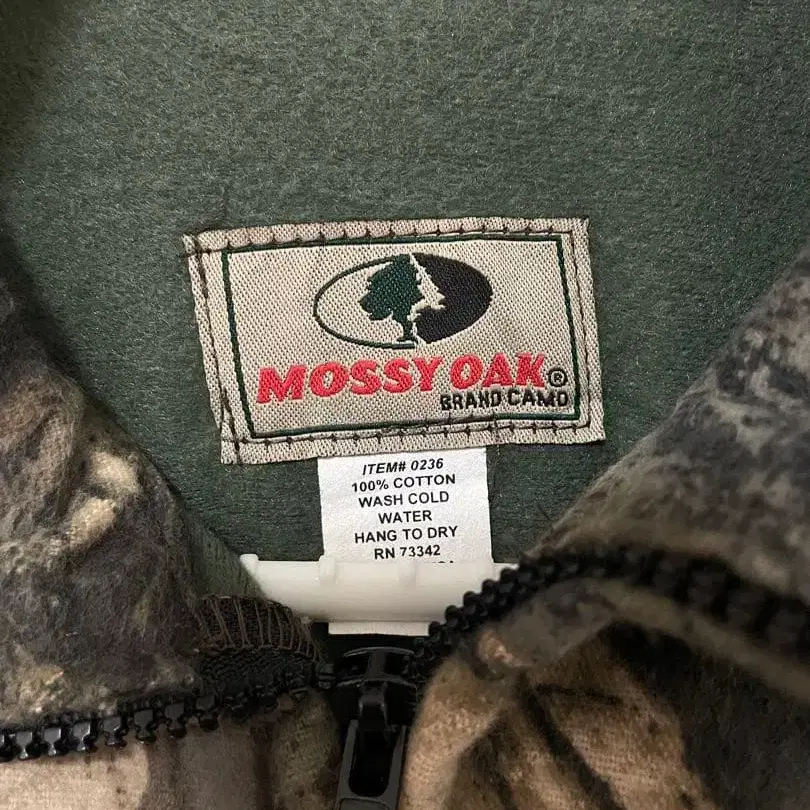 MOSSY OAK®
BRAND CAMO
ITEM# 0236
100% COTTON
WASH COLD
WATER
HANG TO DRY
RN 73342